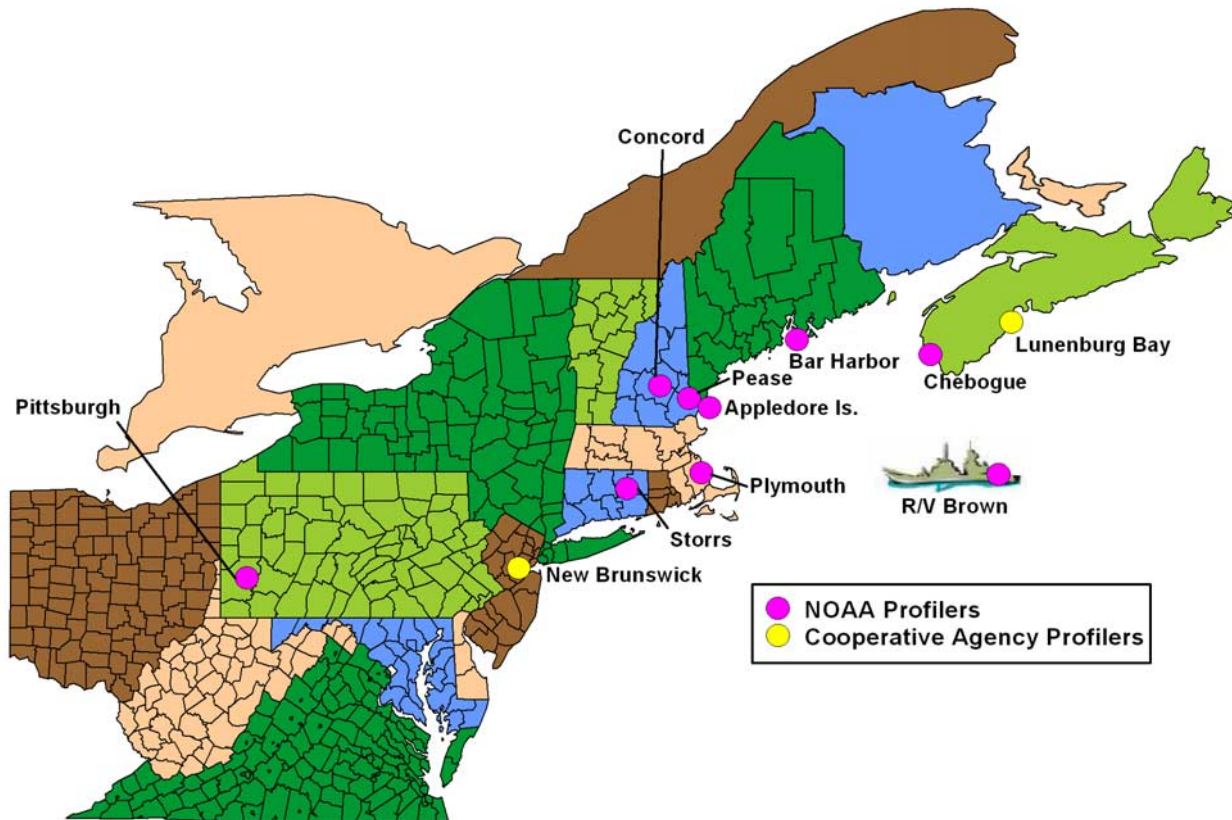 Concord
Bar Harbor
Lunenburg Bay
Pease
Chebogue
Pittsburgh
Appledore Is.
Plymouth
R/V Brown
Storrs
New Brunswick
NOAA Profilers
Cooperative Agency Profilers